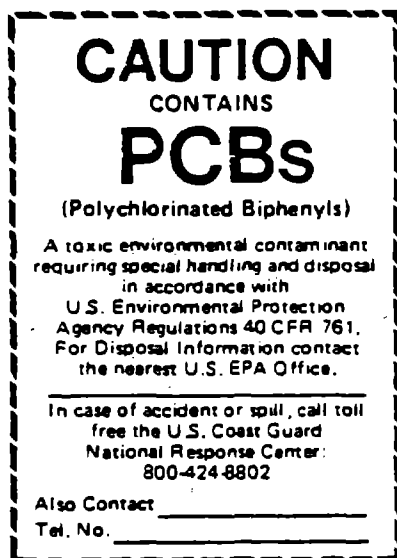 CAUTION
CONTAINS
PCBs
(Polychlorinated Biphenyls)
A toxic environmental contaminant
requiring special handling and disposal
in accordance with
U.S. Environmental Protection
Agency Regulations 40 CFR 761.
For Disposal Information contact
the nearest U.S. EPA Office.
In case of accident or spill, call toll
free the U.S. Coast Guard
National Response Center:
800-424-8802
Also Contact
Tel. No.